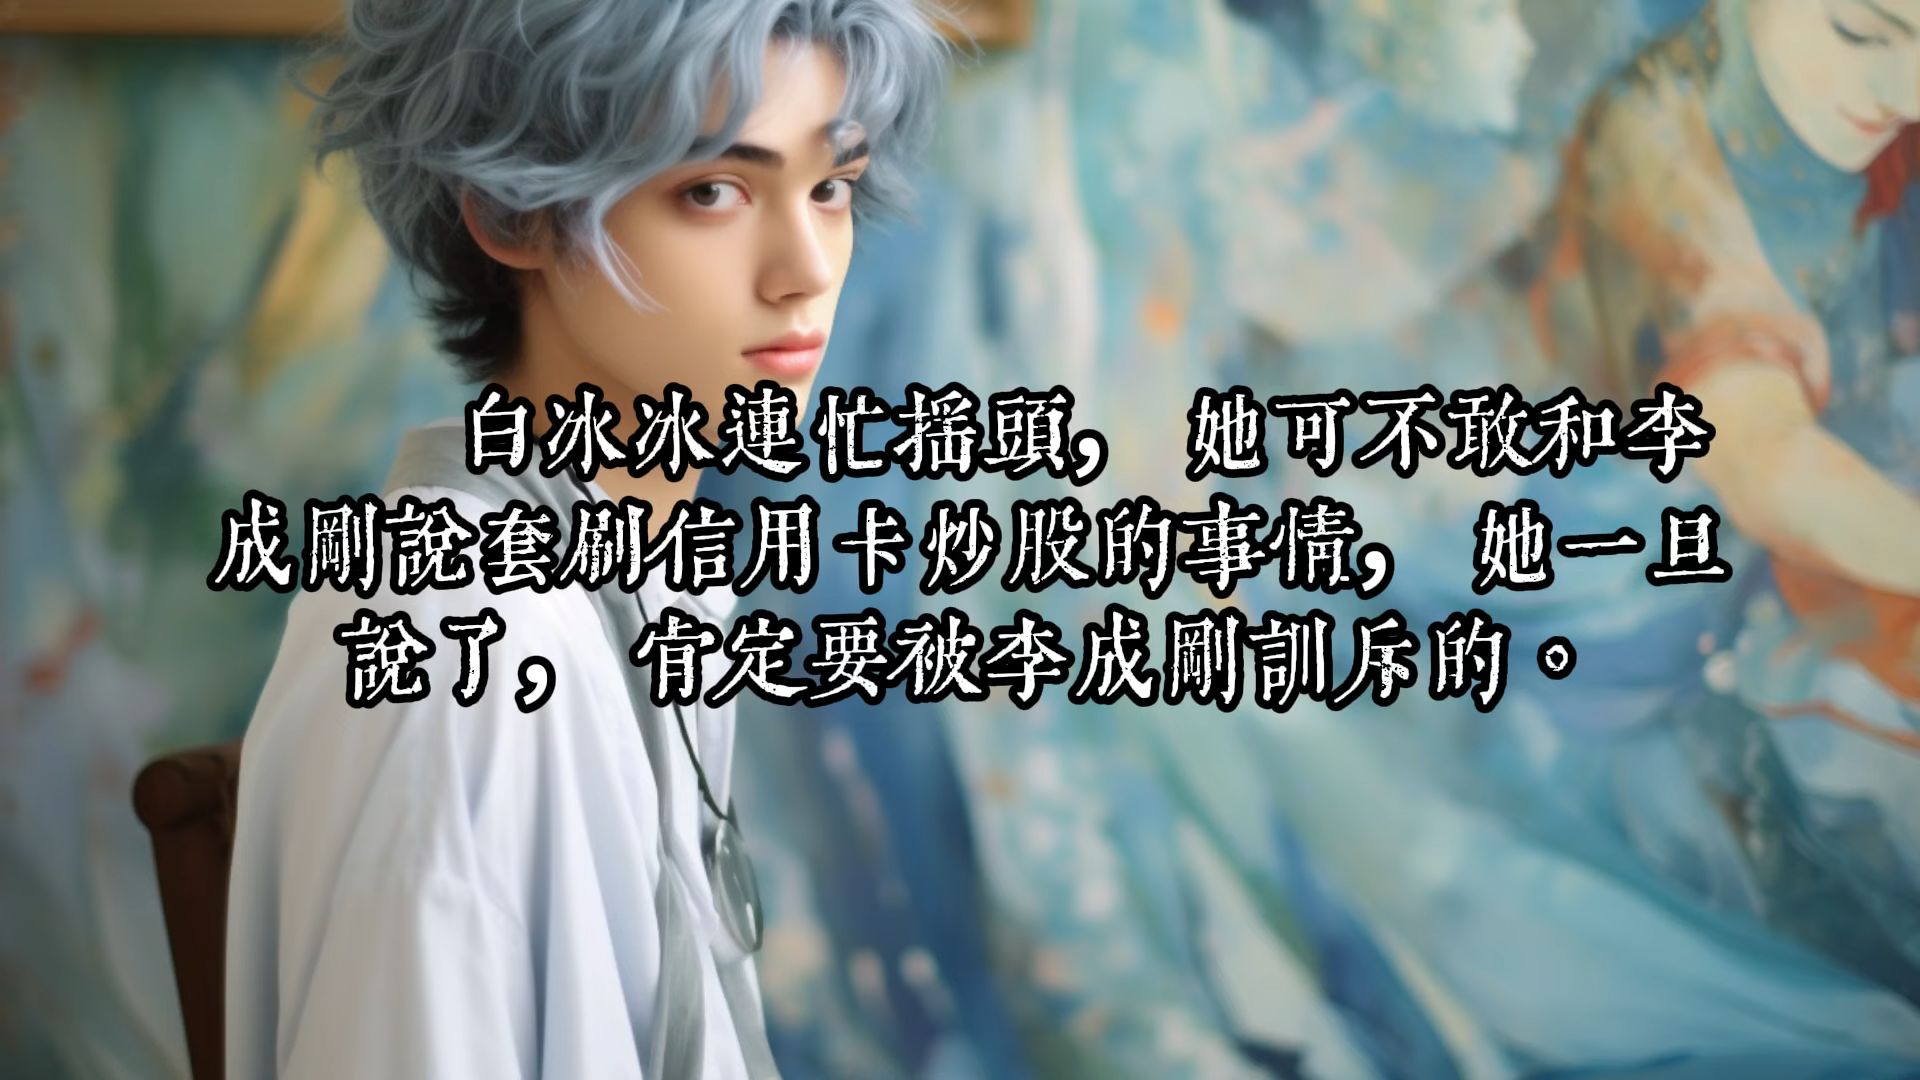 白冰冰連忙搖頭，她可不敢和李
成剛說套刷信用卡炒股的事情，她一旦
說了，肯定要被李成剛訓斥的。